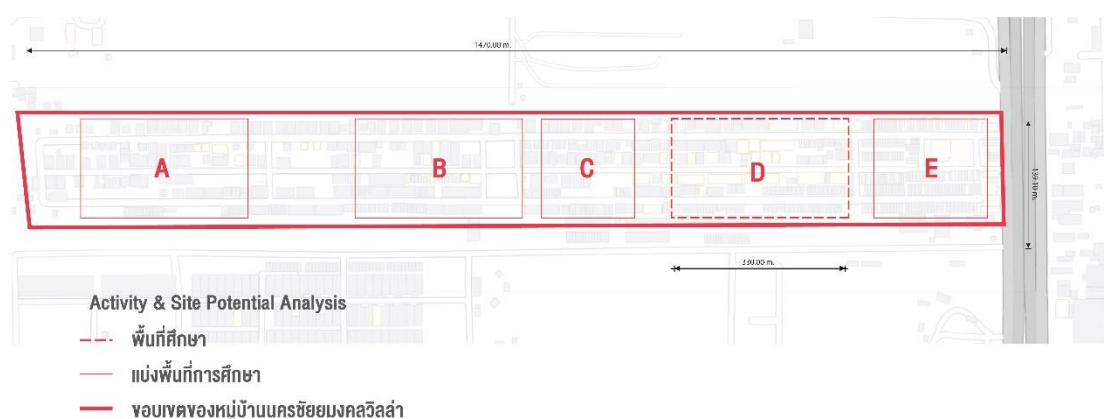 1470.00 m.
A
B
C
D
E
139.10 m.
330.00 m.
Activity & Site Potential Analysis
พื้นที่ศึกษา
แบ่งพื้นที่การศึกษา
ขอบเขตของหมู่บ้านนครชัยยมงคลวิลล่า